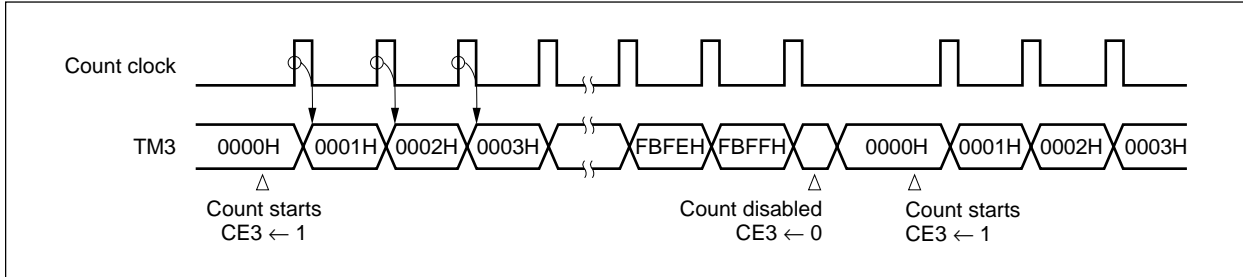 Count clock
TM3 0000H 0001H 0002H 0003H FBFEH FBFFH 0000H 0001H 0002H 0003H
Count starts Count disabled Count starts
CE3 ← 1 CE3 ← 0 CE3 ← 1